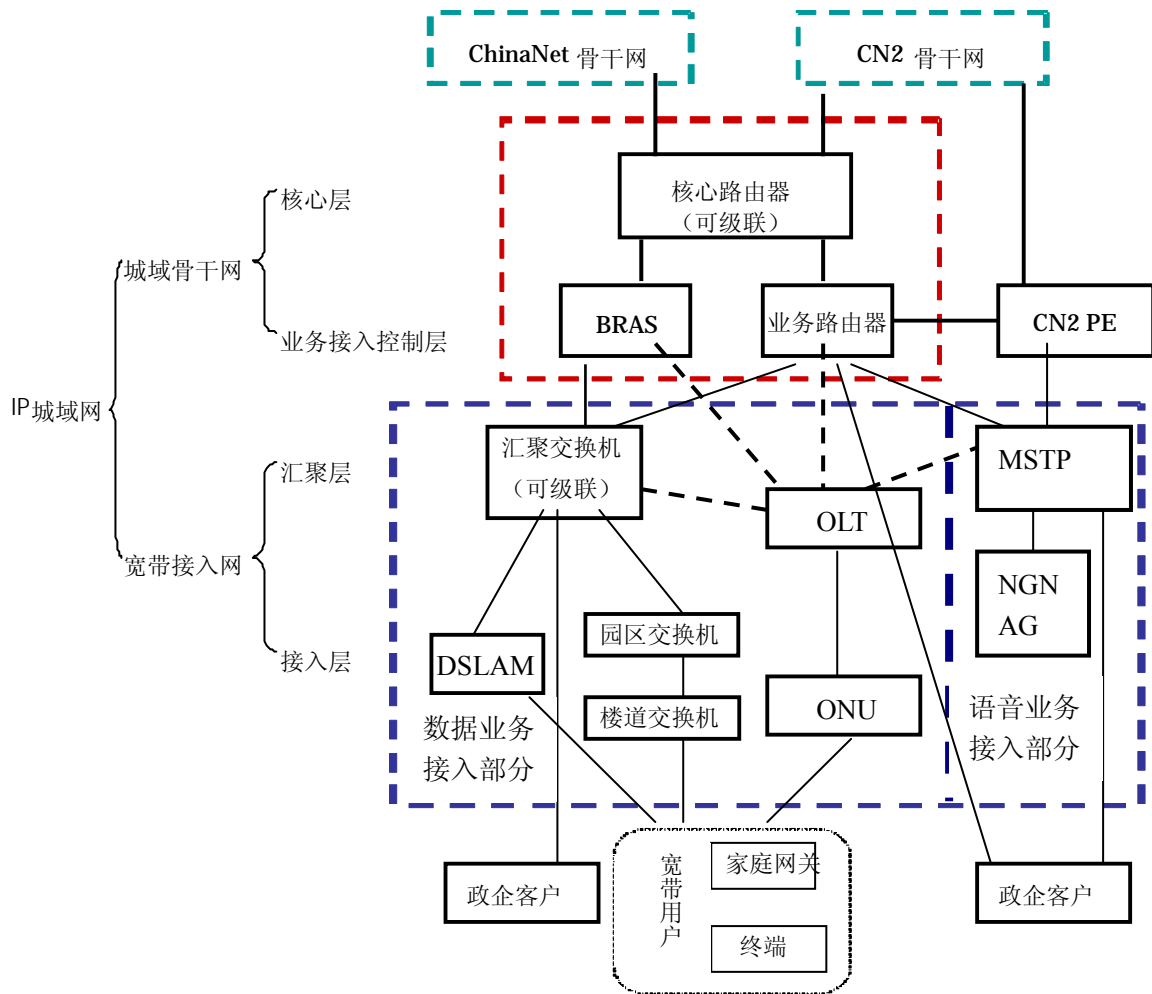 ChinaNet 骨干网
CN2 骨干网
核心路由器
（可级联）
核心层
城域骨干网
业务接入控制层
BRAS
业务路由器
CN2 PE
IP城域网
汇聚层
宽带接入网
接入层
汇聚交换机
（可级联）
OLT
MSTP
NGN
AG
园区交换机
DSLAM
楼道交换机
ONU
数据业务
接入部分
语音业务
接入部分
政企客户
宽带用户
家庭网关
终端
政企客户